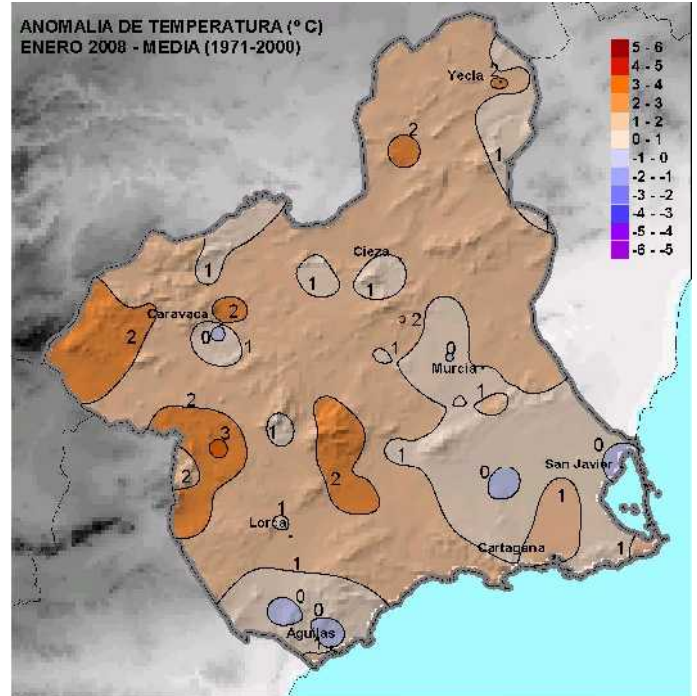 ANOMALIA DE TEMPERATURA (º C)
ENERO 2008 - MEDIA (1971-2000)
5 - 6
4 - 5
3 - 4
2 - 3
1 - 2
0 - 1
-1 - 0
-2 - -1
-3 - -2
-4 - -3
-5 - -4
-6 - -5
2
Yecla
2
1
1
Cieza
1
1
2
Caravaca
2
0
1
2
1
0
Murcia
2
1
3
1
2
2
1
0
San Javier
0
1
1
Lorca
Cartagena
1
1
0
0
Aguilas
1